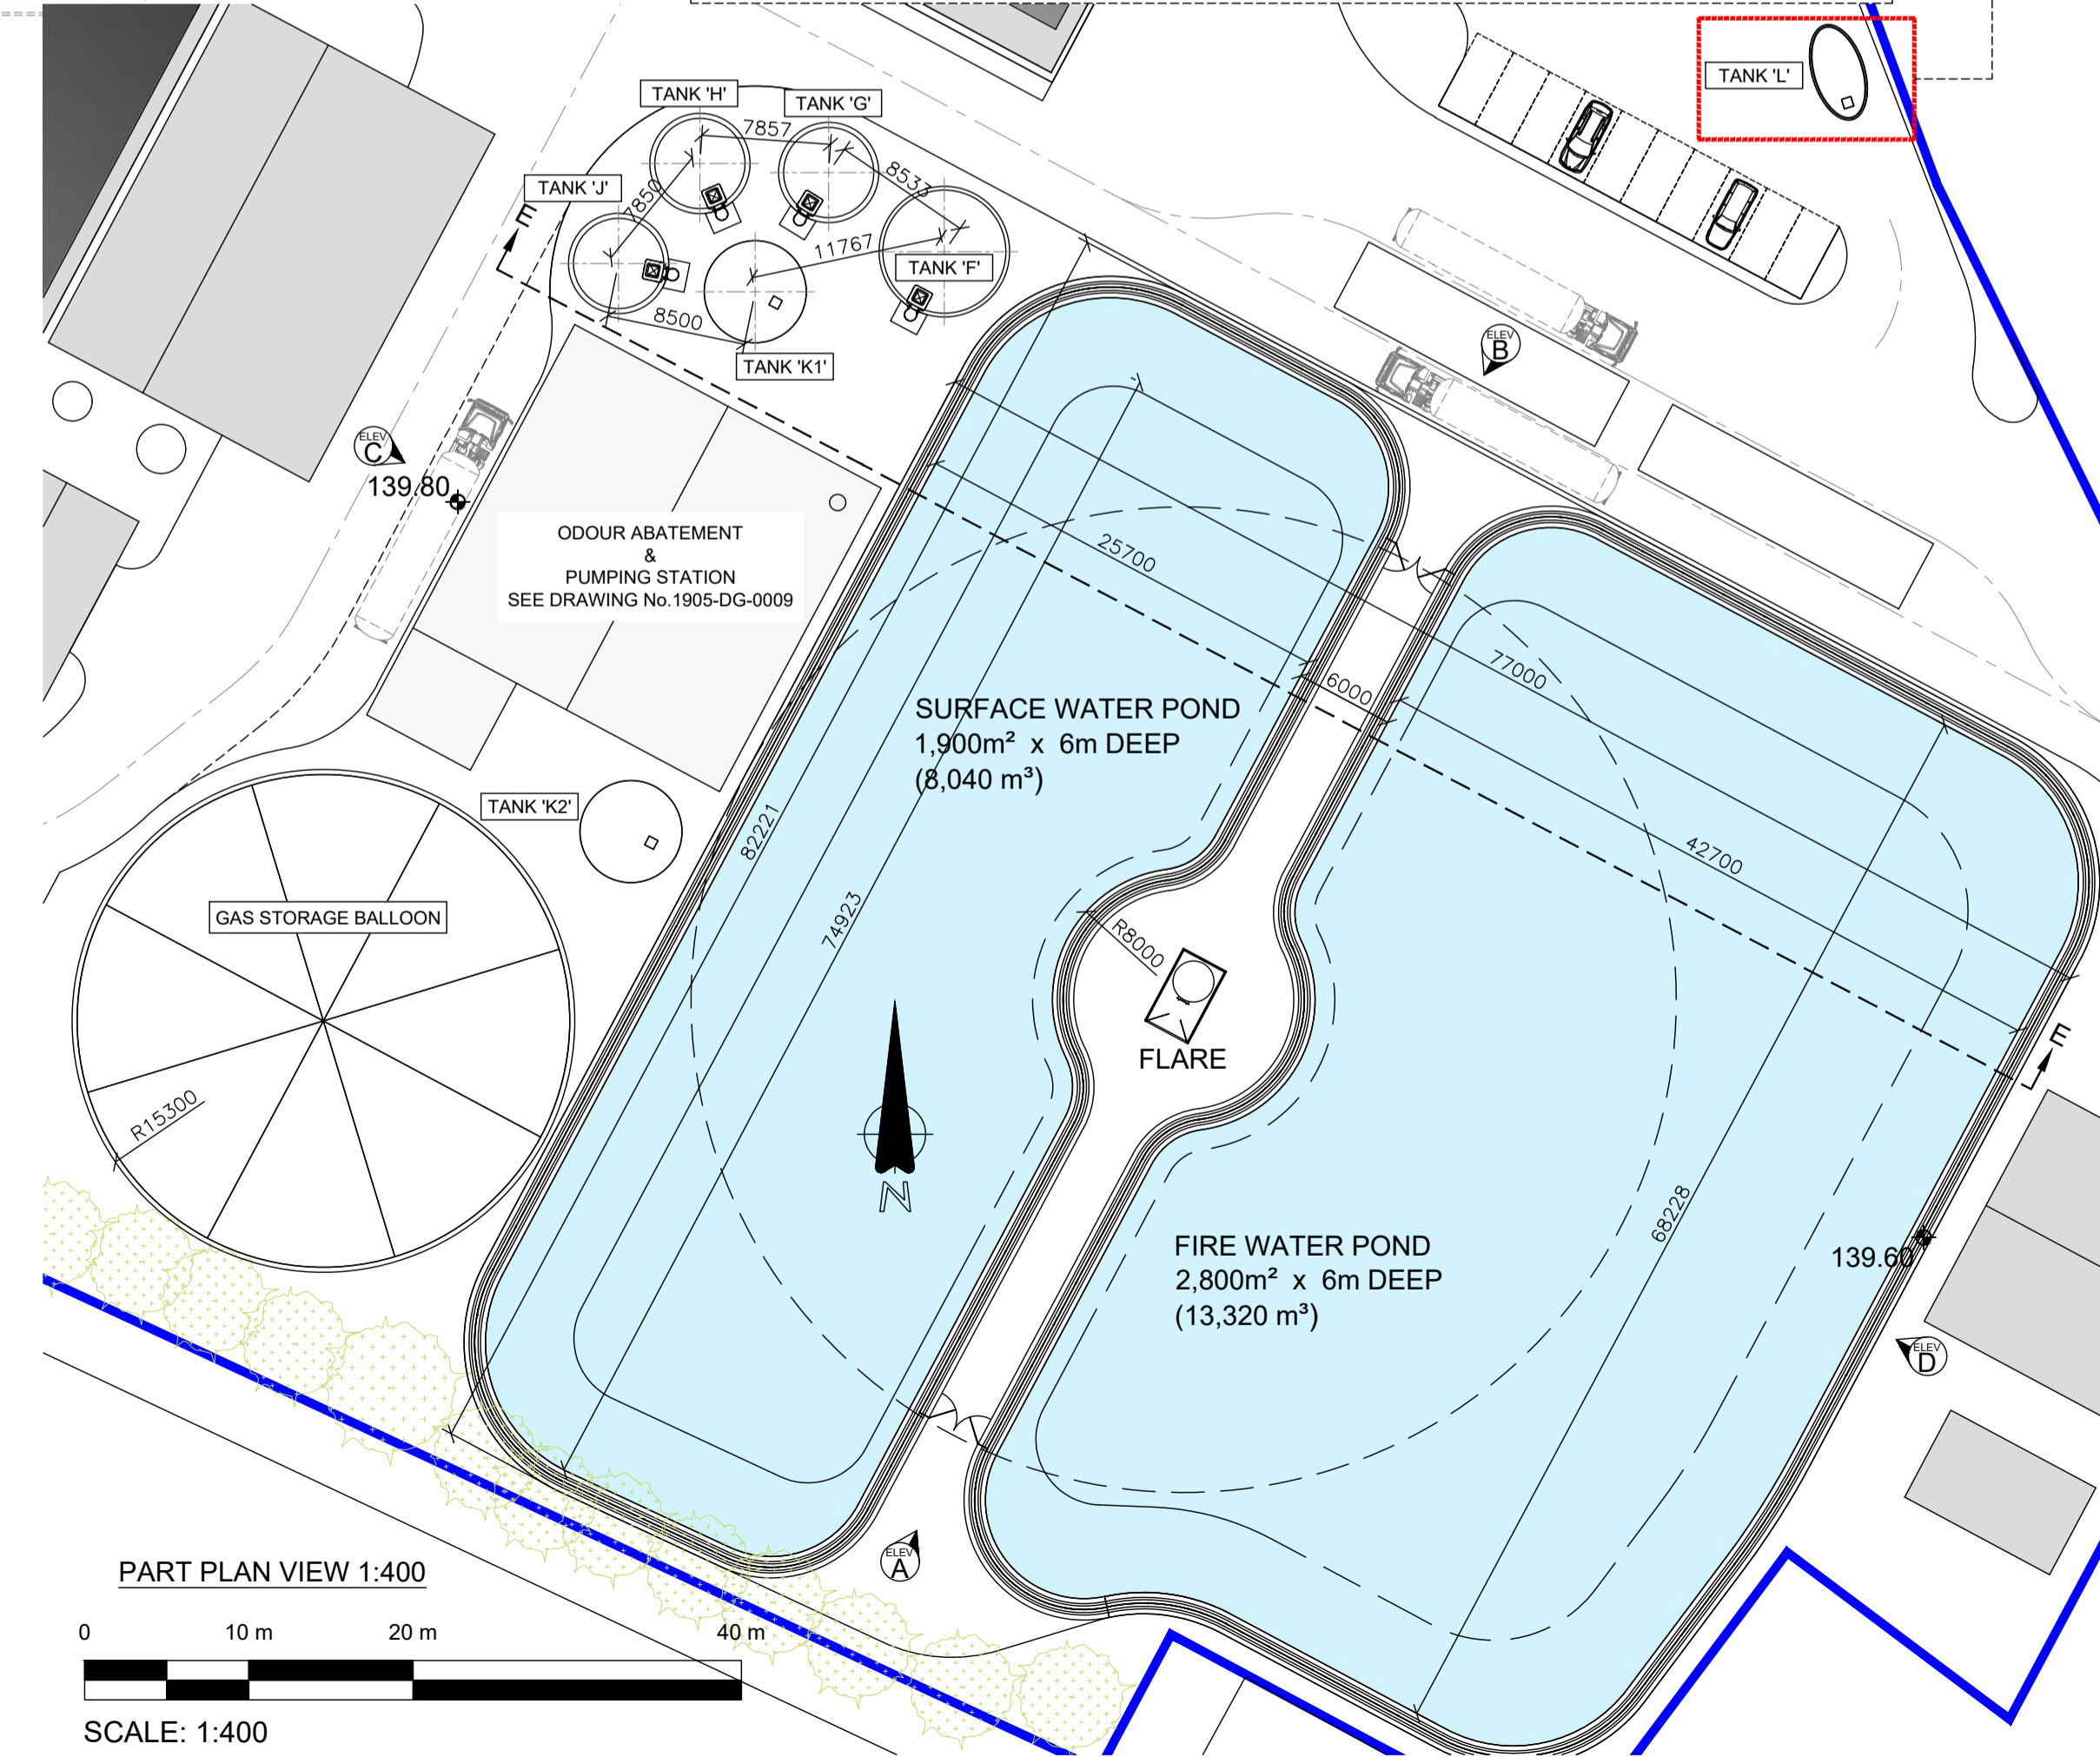 TANK 'L'
TANK 'H'
TANK 'G'
7857
TANK 'J'
7850
8533
E
11767
TANK 'F'
8500
TANK 'K1'
ELEV
B
ELEV
C
139.80
ODOUR ABATEMENT
&
PUMPING STATION
SEE DRAWING No.1905-DG-0009
25700
77000
6000
SURFACE WATER POND
1,900m² x 6m DEEP
(8,040 m³)
TANK 'K2'
82221
42700
74923
GAS STORAGE BALLOON
R8000
E
FLARE
R15300
N
68228
FIRE WATER POND
2,800m² x 6m DEEP
(13,320 m³)
139.60
ELEV
D
ELEV
A
PART PLAN VIEW 1:400
0 10 m 20 m 40 m
SCALE: 1:400